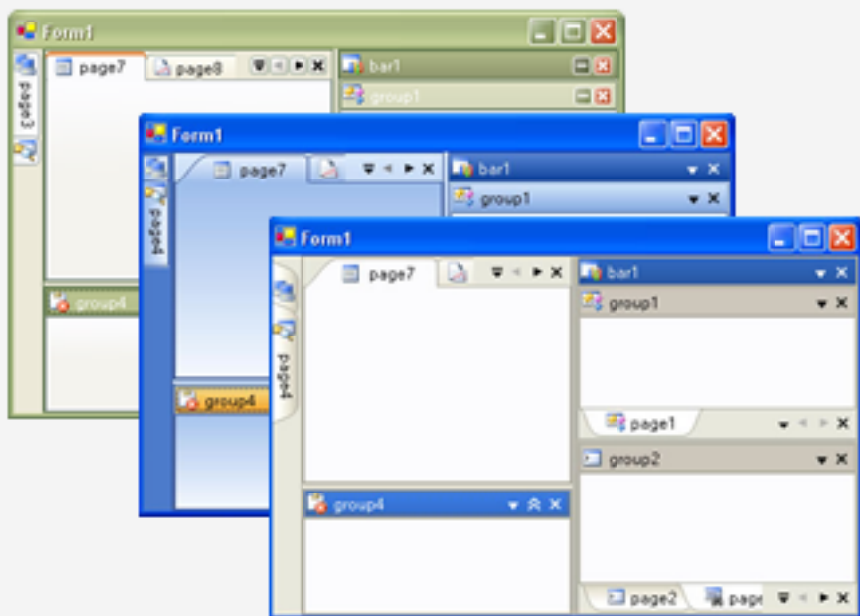 Form1
page7 page8
bar1
page3
group1
group4
Form1
page7
bar1
group1
page4
group4
Form1
page7
bar1
group1
page4
page1
group2
group4
page2 page